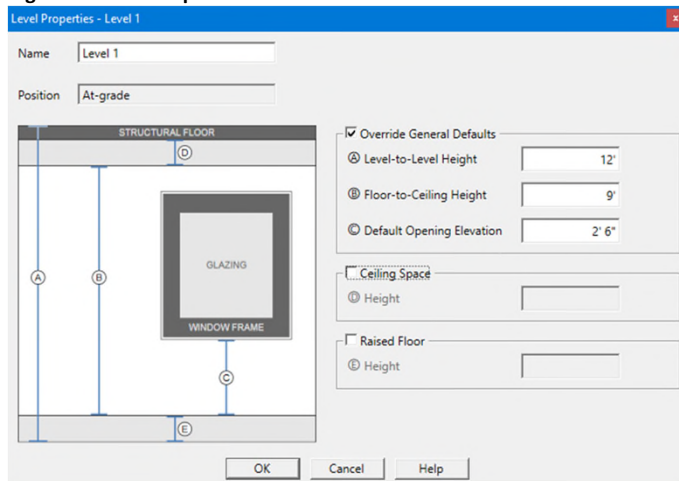 Level Properties - Level 1
x
Name Level 1
Position At-grade
STRUCTURAL FLOOR
D
A
B
GLAZING
WINDOW FRAME
C
E
Override General Defaults
A Level-to-Level Height 12'
B Floor-to-Ceiling Height 9'
C Default Opening Elevation 2' 6"
Ceiling Space
D Height
Raised Floor
E Height
OK Cancel Help